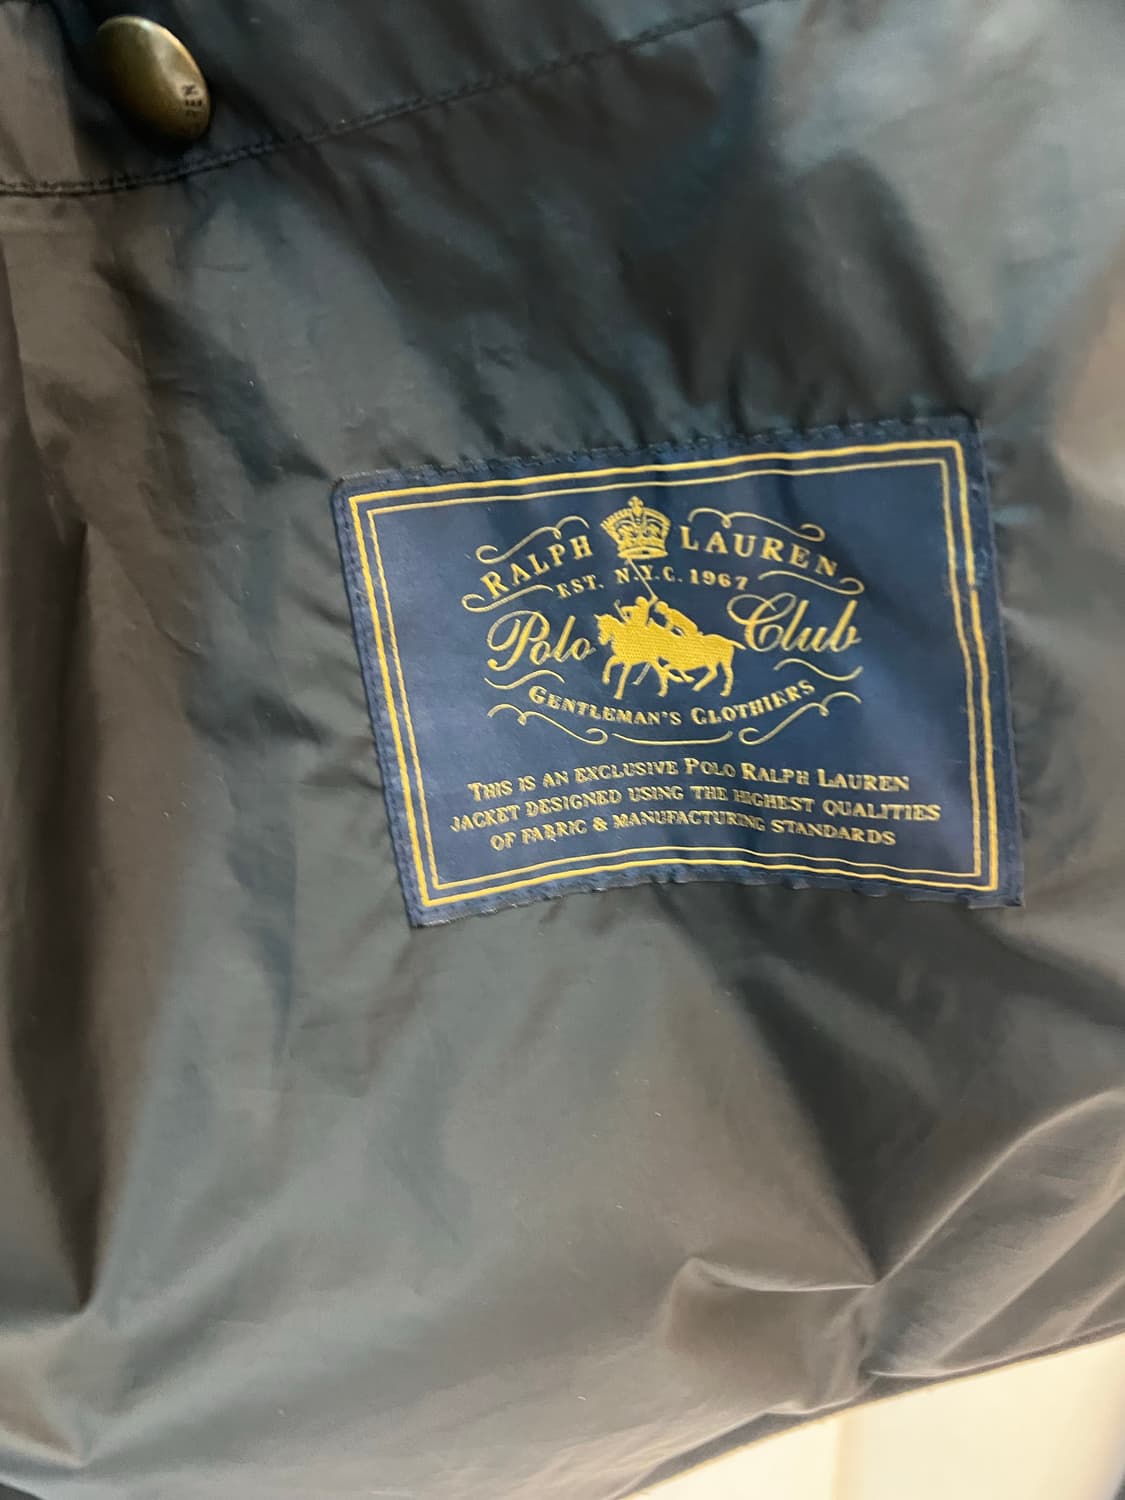 RALPH LAUREN
EST. N.Y.C. 1967
Polo Club
GENTLEMAN'S CLOTHIERS
THIS IS AN EXCLUSIVE POLO RALPH LAUREN
JACKET DESIGNED USING THE HIGHEST QUALITIES
OF FABRIC & MANUFACTURING STANDARDS